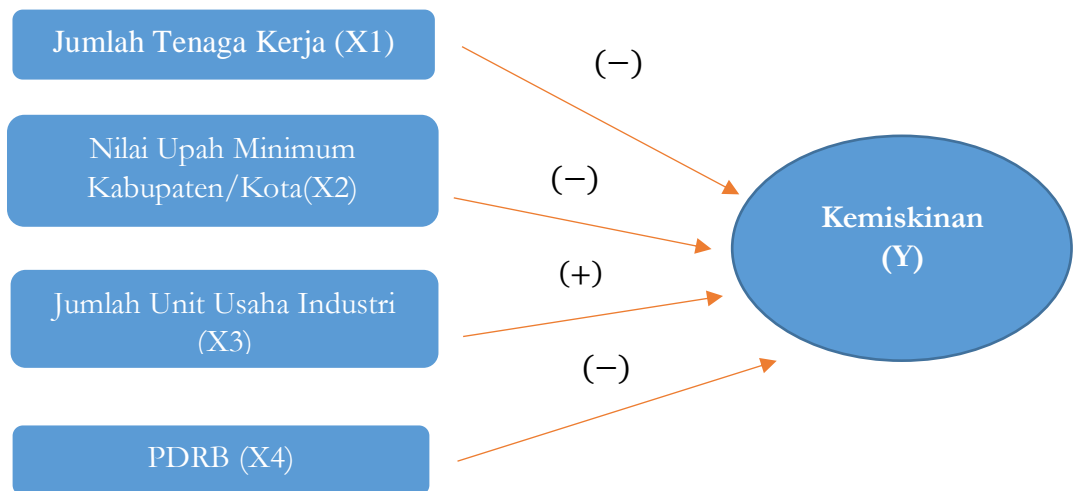 Jumlah Tenaga Kerja (X1)
(−)
Nilai Upah Minimum
Kabupaten/Kota(X2)
(−)
Kemiskinan
(Y)
(+)
Jumlah Unit Usaha Industri
(X3)
(−)
PDRB (X4)